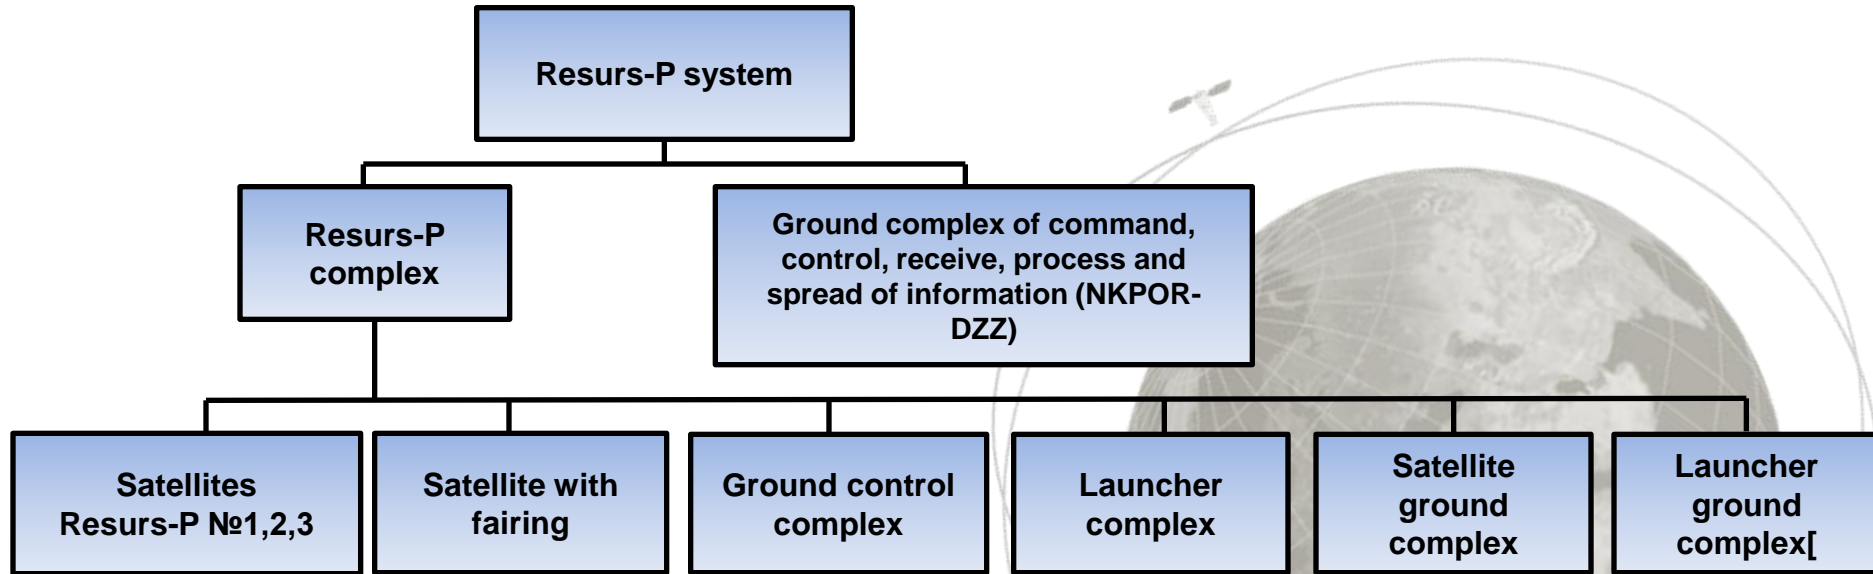 Resurs-P system
Resurs-P
complex
Ground complex of command,
control, receive, process and
spread of information (NKPOR-
DZZ)
Satellites
Resurs-P №1,2,3
Satellite with
fairing
Ground control
complex
Launcher
complex
Satellite
ground
complex
Launcher
ground
complex[